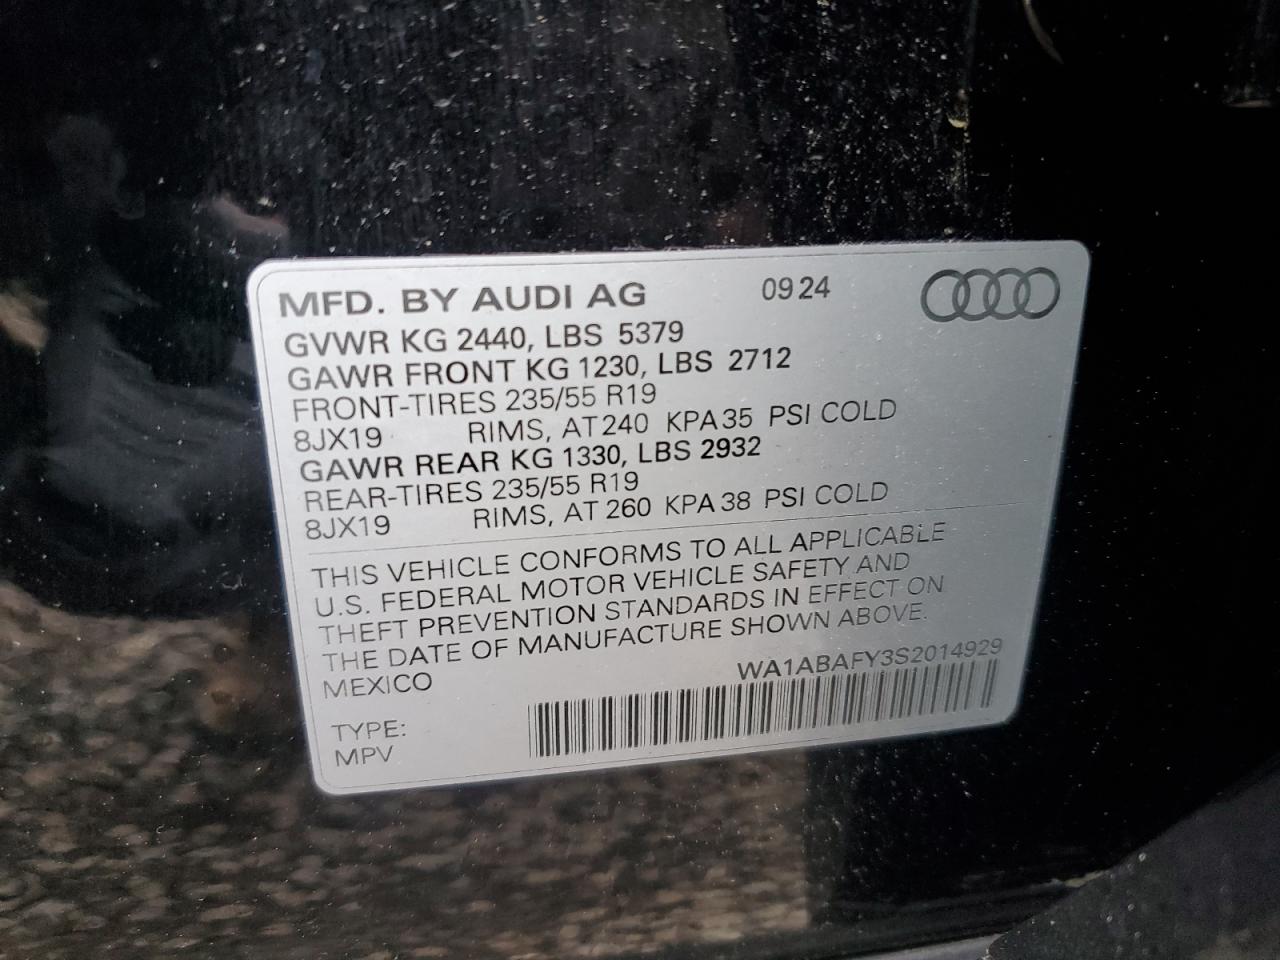 MFD. BY AUDI AG 09 24
GVWR KG 2440, LBS 5379
GAWR FRONT KG 1230, LBS 2712
FRONT-TIRES 235/55 R19
8JX19 RIMS, AT 240 KPA 35 PSI COLD
GAWR REAR KG 1330, LBS 2932
REAR-TIRES 235/55 R19
8JX19 RIMS, AT 260 KPA 38 PSI COLD
THIS VEHICLE CONFORMS TO ALL APPLICABLE
U.S. FEDERAL MOTOR VEHICLE SAFETY AND
THEFT PREVENTION STANDARDS IN EFFECT ON
THE DATE OF MANUFACTURE SHOWN ABOVE.
MEXICO WA1ABAFY3S2014929
TYPE:
MPV